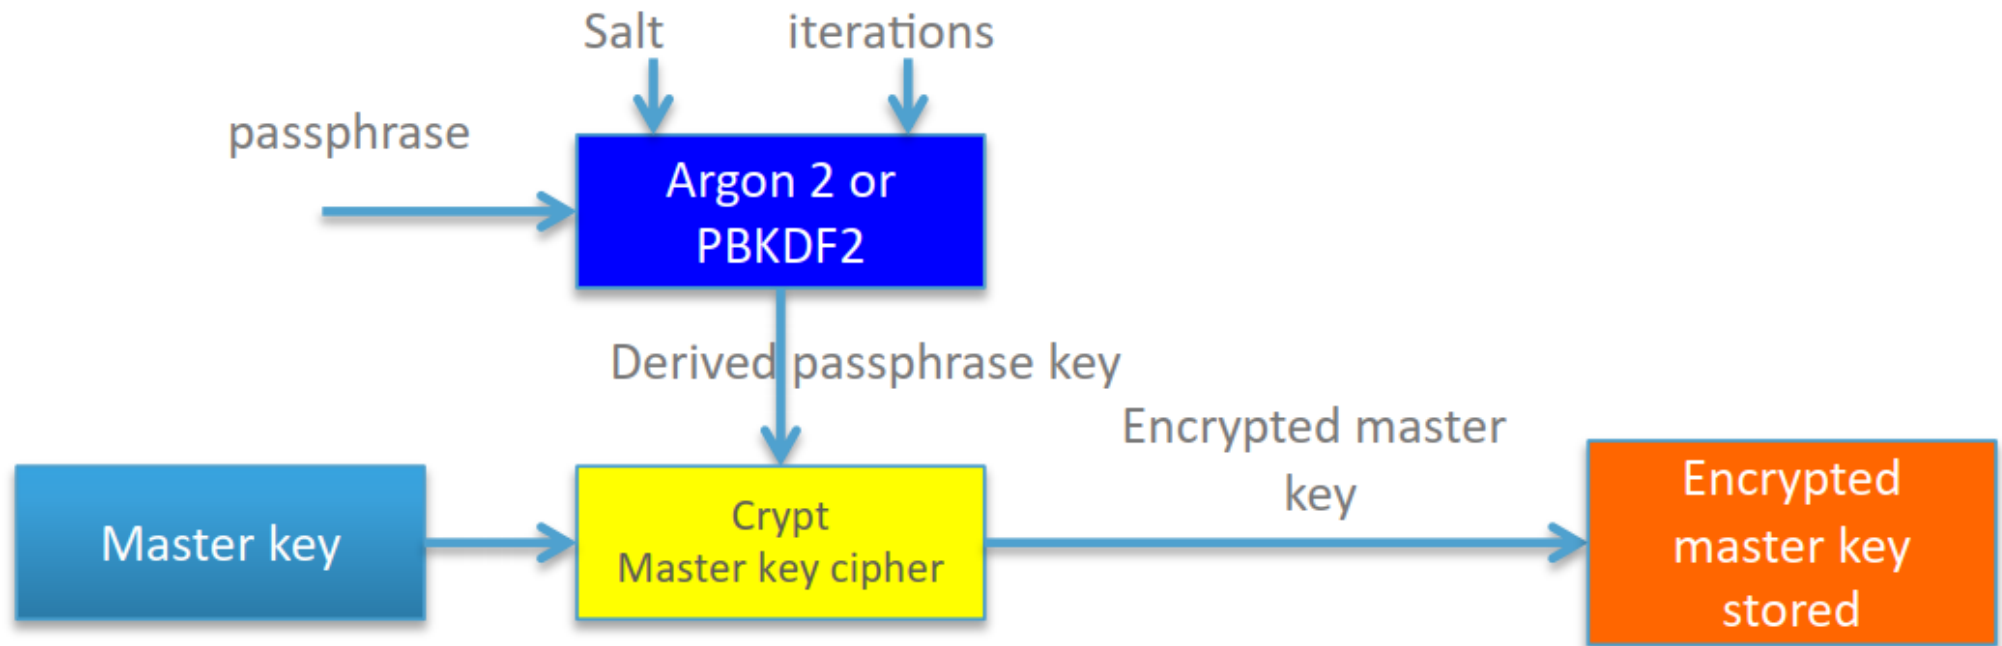 Salt
iterations
passphrase
Argon 2 or
PBKDF2
Derived passphrase key
Encrypted master
key
Master key
Crypt
Master key cipher
Encrypted
master key
stored